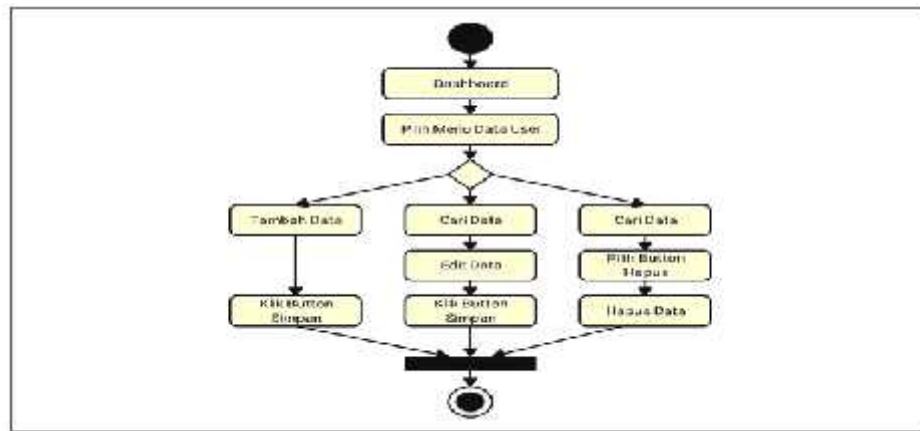 Dashboard
Pilih Menu Data User
Tambah Data
Cari Data
Cari Data
Edit Data
Pilih Button
Hapus
Klik Button
Simpan
Klik Button
Simpan
Hapus Data